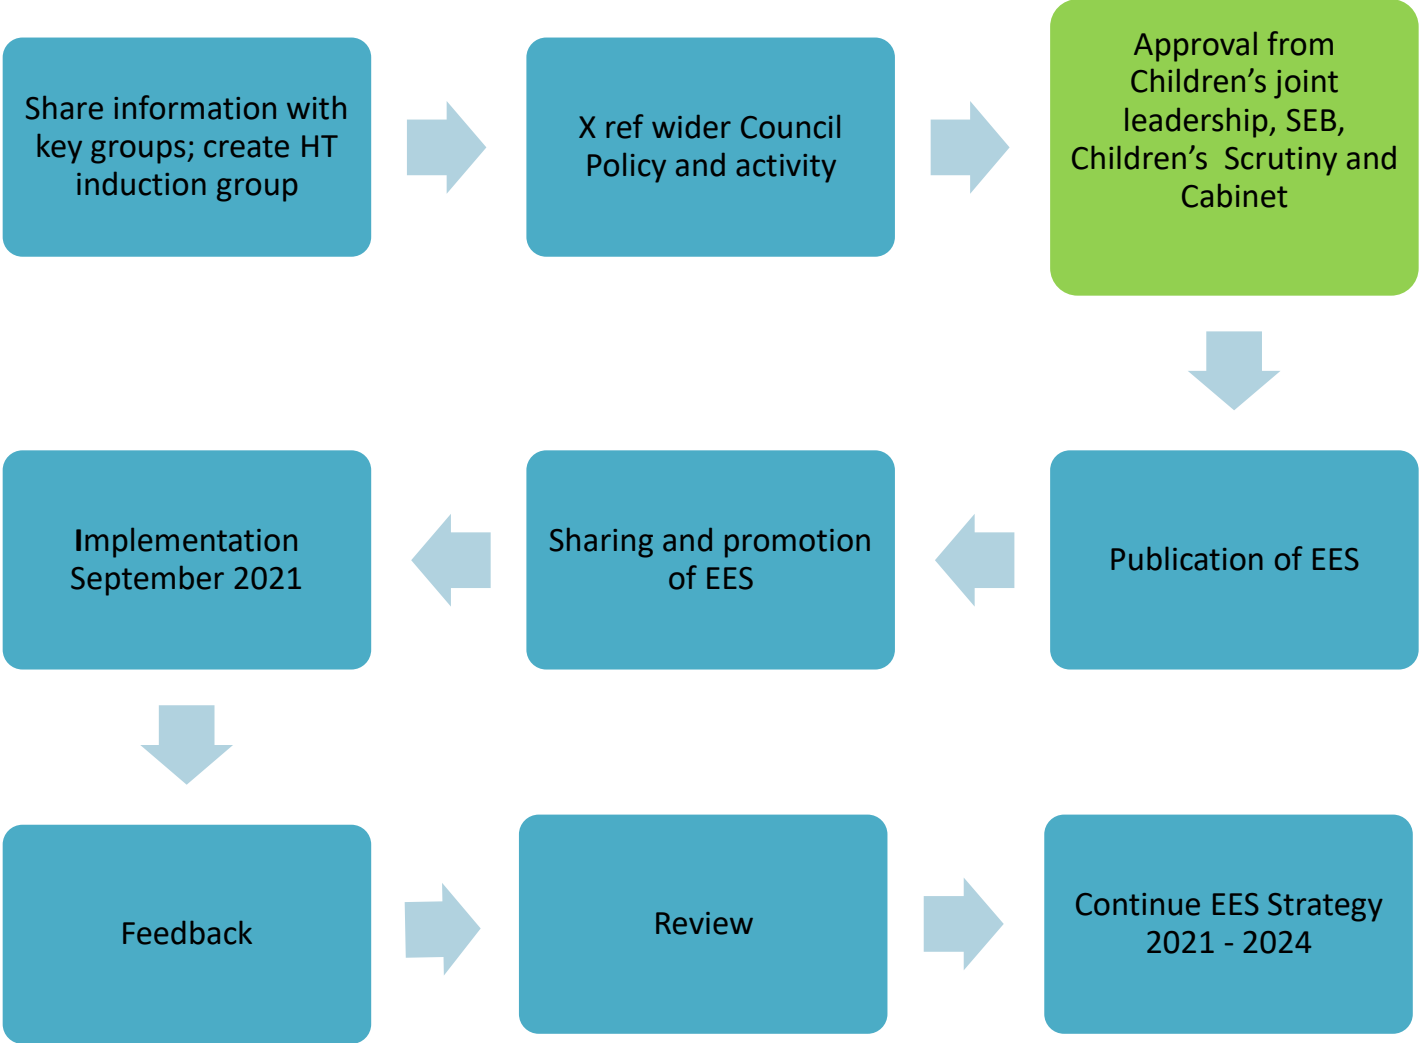 Share information with
key groups; create HT
induction group
X ref wider Council
Policy and activity
Approval from
Children’s joint
leadership, SEB,
Children’s  Scrutiny and
Cabinet
Publication of EES
Sharing and promotion
of EES
Implementation
September 2021
Feedback
Review
Continue EES Strategy
2021 - 2024